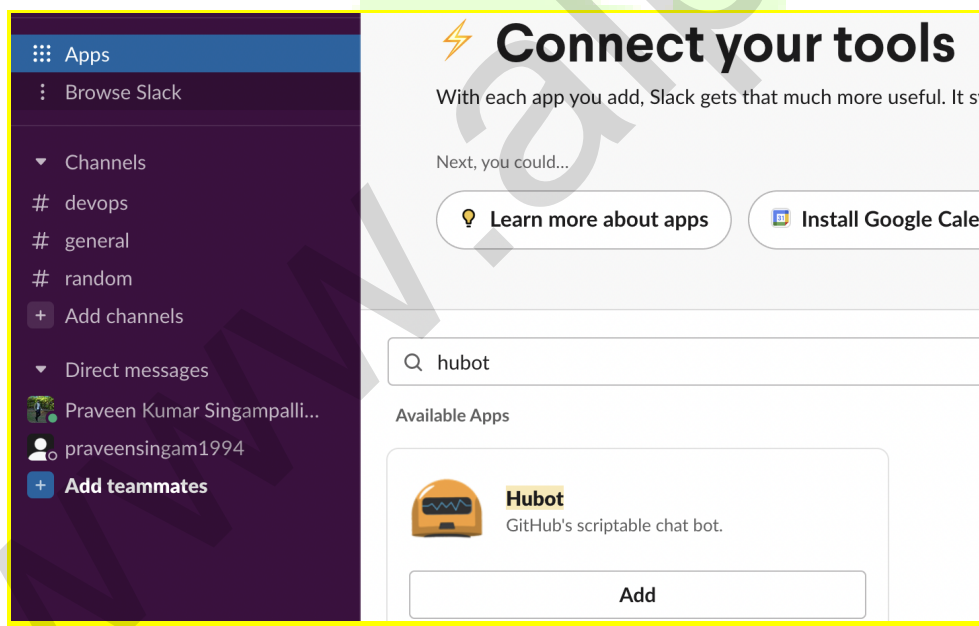 Apps
Browse Slack
Channels
# devops
# general
# random
+ Add channels
Direct messages
Praveen Kumar Singampalli...
praveensingam1994
+ Add teammates
Connect your tools
With each app you add, Slack gets that much more useful. It
Next, you could...
Learn more about apps
Install Google Cale
hubot
Available Apps
Hubot
GitHub's scriptable chat bot.
Add
www.alp